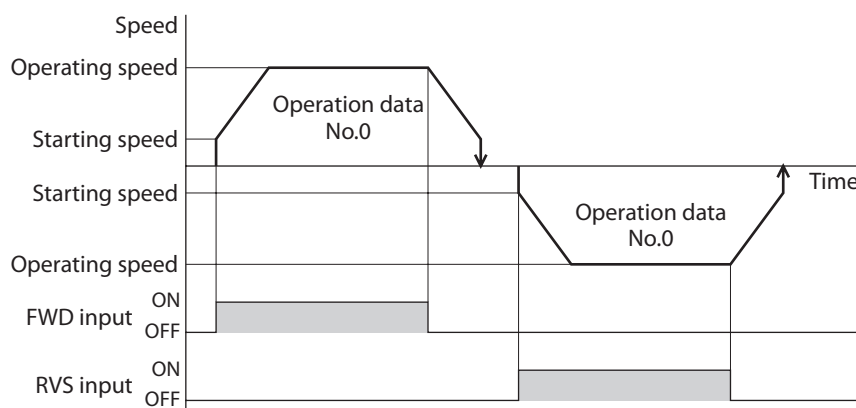 Speed
Operating speed
Operation data
No.0
Starting speed
Time
Starting speed
Operation data
No.0
Operating speed
ON
FWD input
OFF
ON
RVS input
OFF